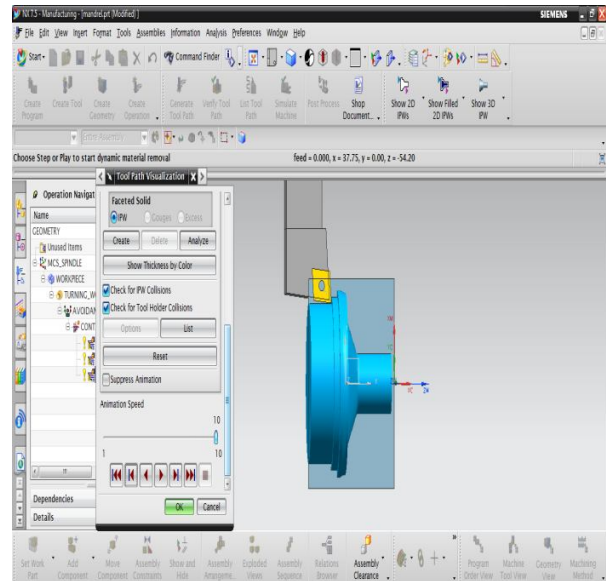 NX 7.5 - Manufacturing - [mandrel.prt (Modified) ]
SIEMENS
File Edit View Insert Format Tools Assemblies Information Analysis Preferences Window Help
Start Command Finder
Create Program Create Tool Create Geometry Create Operation Generate Tool Path Verify Tool Path List Tool Path Simulate Machine Post Process Shop Document... Show 2D IPWs Show Filled 2D IPWs Show 3D IPW
Entire Assembly
Choose Step or Play to start dynamic material removal
feed = 0.000, x = 37.75, y = 0.00, z = -54.20
Tool Path Visualization
Operation Navigat
Name
GEOMETRY
Unused Items
MCS_SPINDLE
WORKPIECE
TURNING_W
AVOIDAN
CONT
Dependencies
Details
Faceted Solid
IPW Gouges Excess
Create Delete Analyze
Show Thickness by Color
Check for IPW Collisions
Check for Tool Holder Collisions
Options List
Reset
Suppress Animation
Animation Speed
10
1 10
OK Cancel
Set Work Part Add Component Move Component Assembly Constraints Show and Hide Assembly Arrangeme.. Exploded Views Assembly Sequence Relations Browser Assembly Clearance Program Order View Machine Tool View Geometry View Machining Method